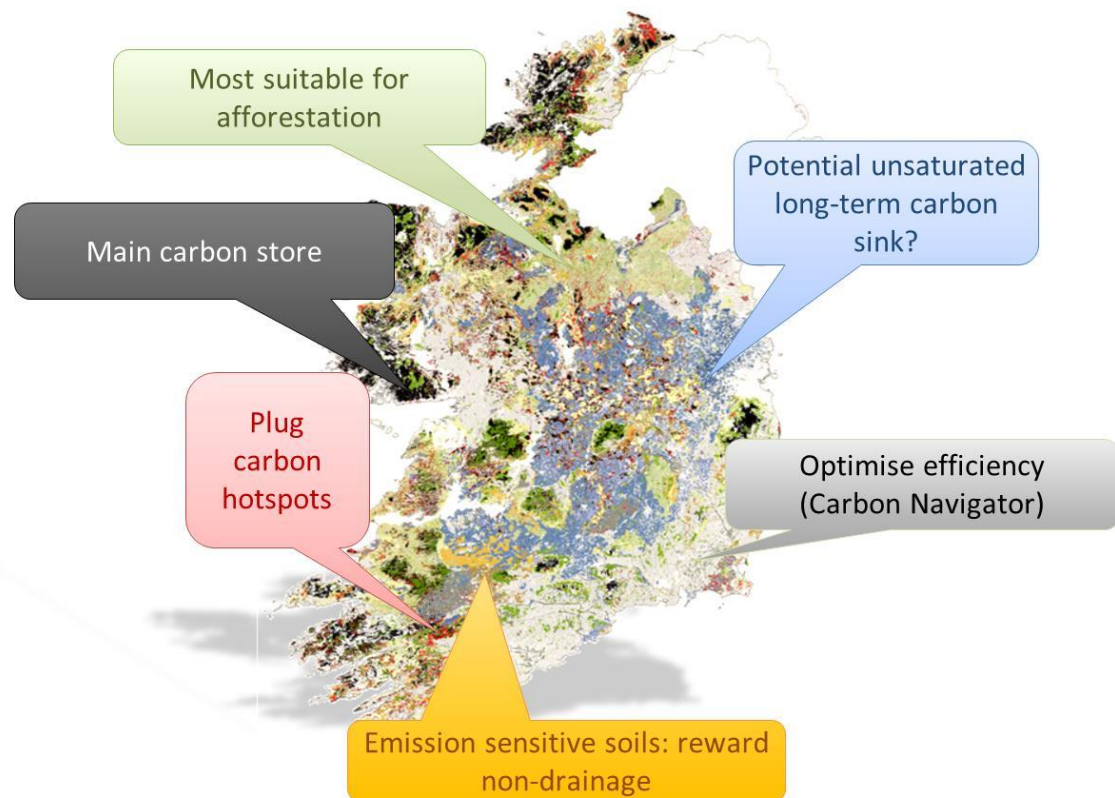 Most suitable for
afforestation
Potential unsaturated
long-term carbon
sink?
Main carbon store
Plug
carbon
hotspots
Optimise efficiency
(Carbon Navigator)
Emission sensitive soils: reward
non-drainage